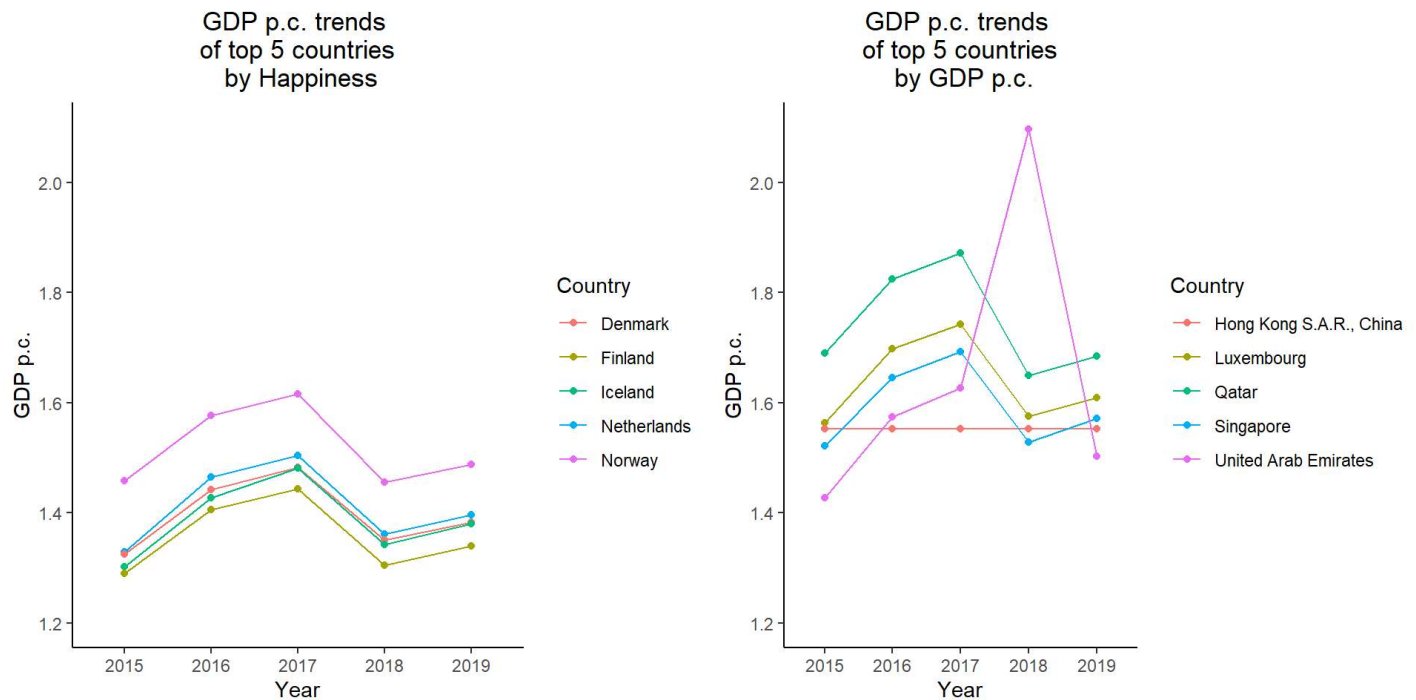 GDP p.c. trends
of top 5 countries
by Happiness
GDP p.c.
2.0
1.8
1.6
1.4
1.2
2015 2016 2017 2018 2019
Year
Country
Denmark
Finland
Iceland
Netherlands
Norway
GDP p.c. trends
of top 5 countries
by GDP p.c.
GDP p.c.
2.0
1.8
1.6
1.4
1.2
2015 2016 2017 2018 2019
Year
Country
Hong Kong S.A.R., China
Luxembourg
Qatar
Singapore
United Arab Emirates